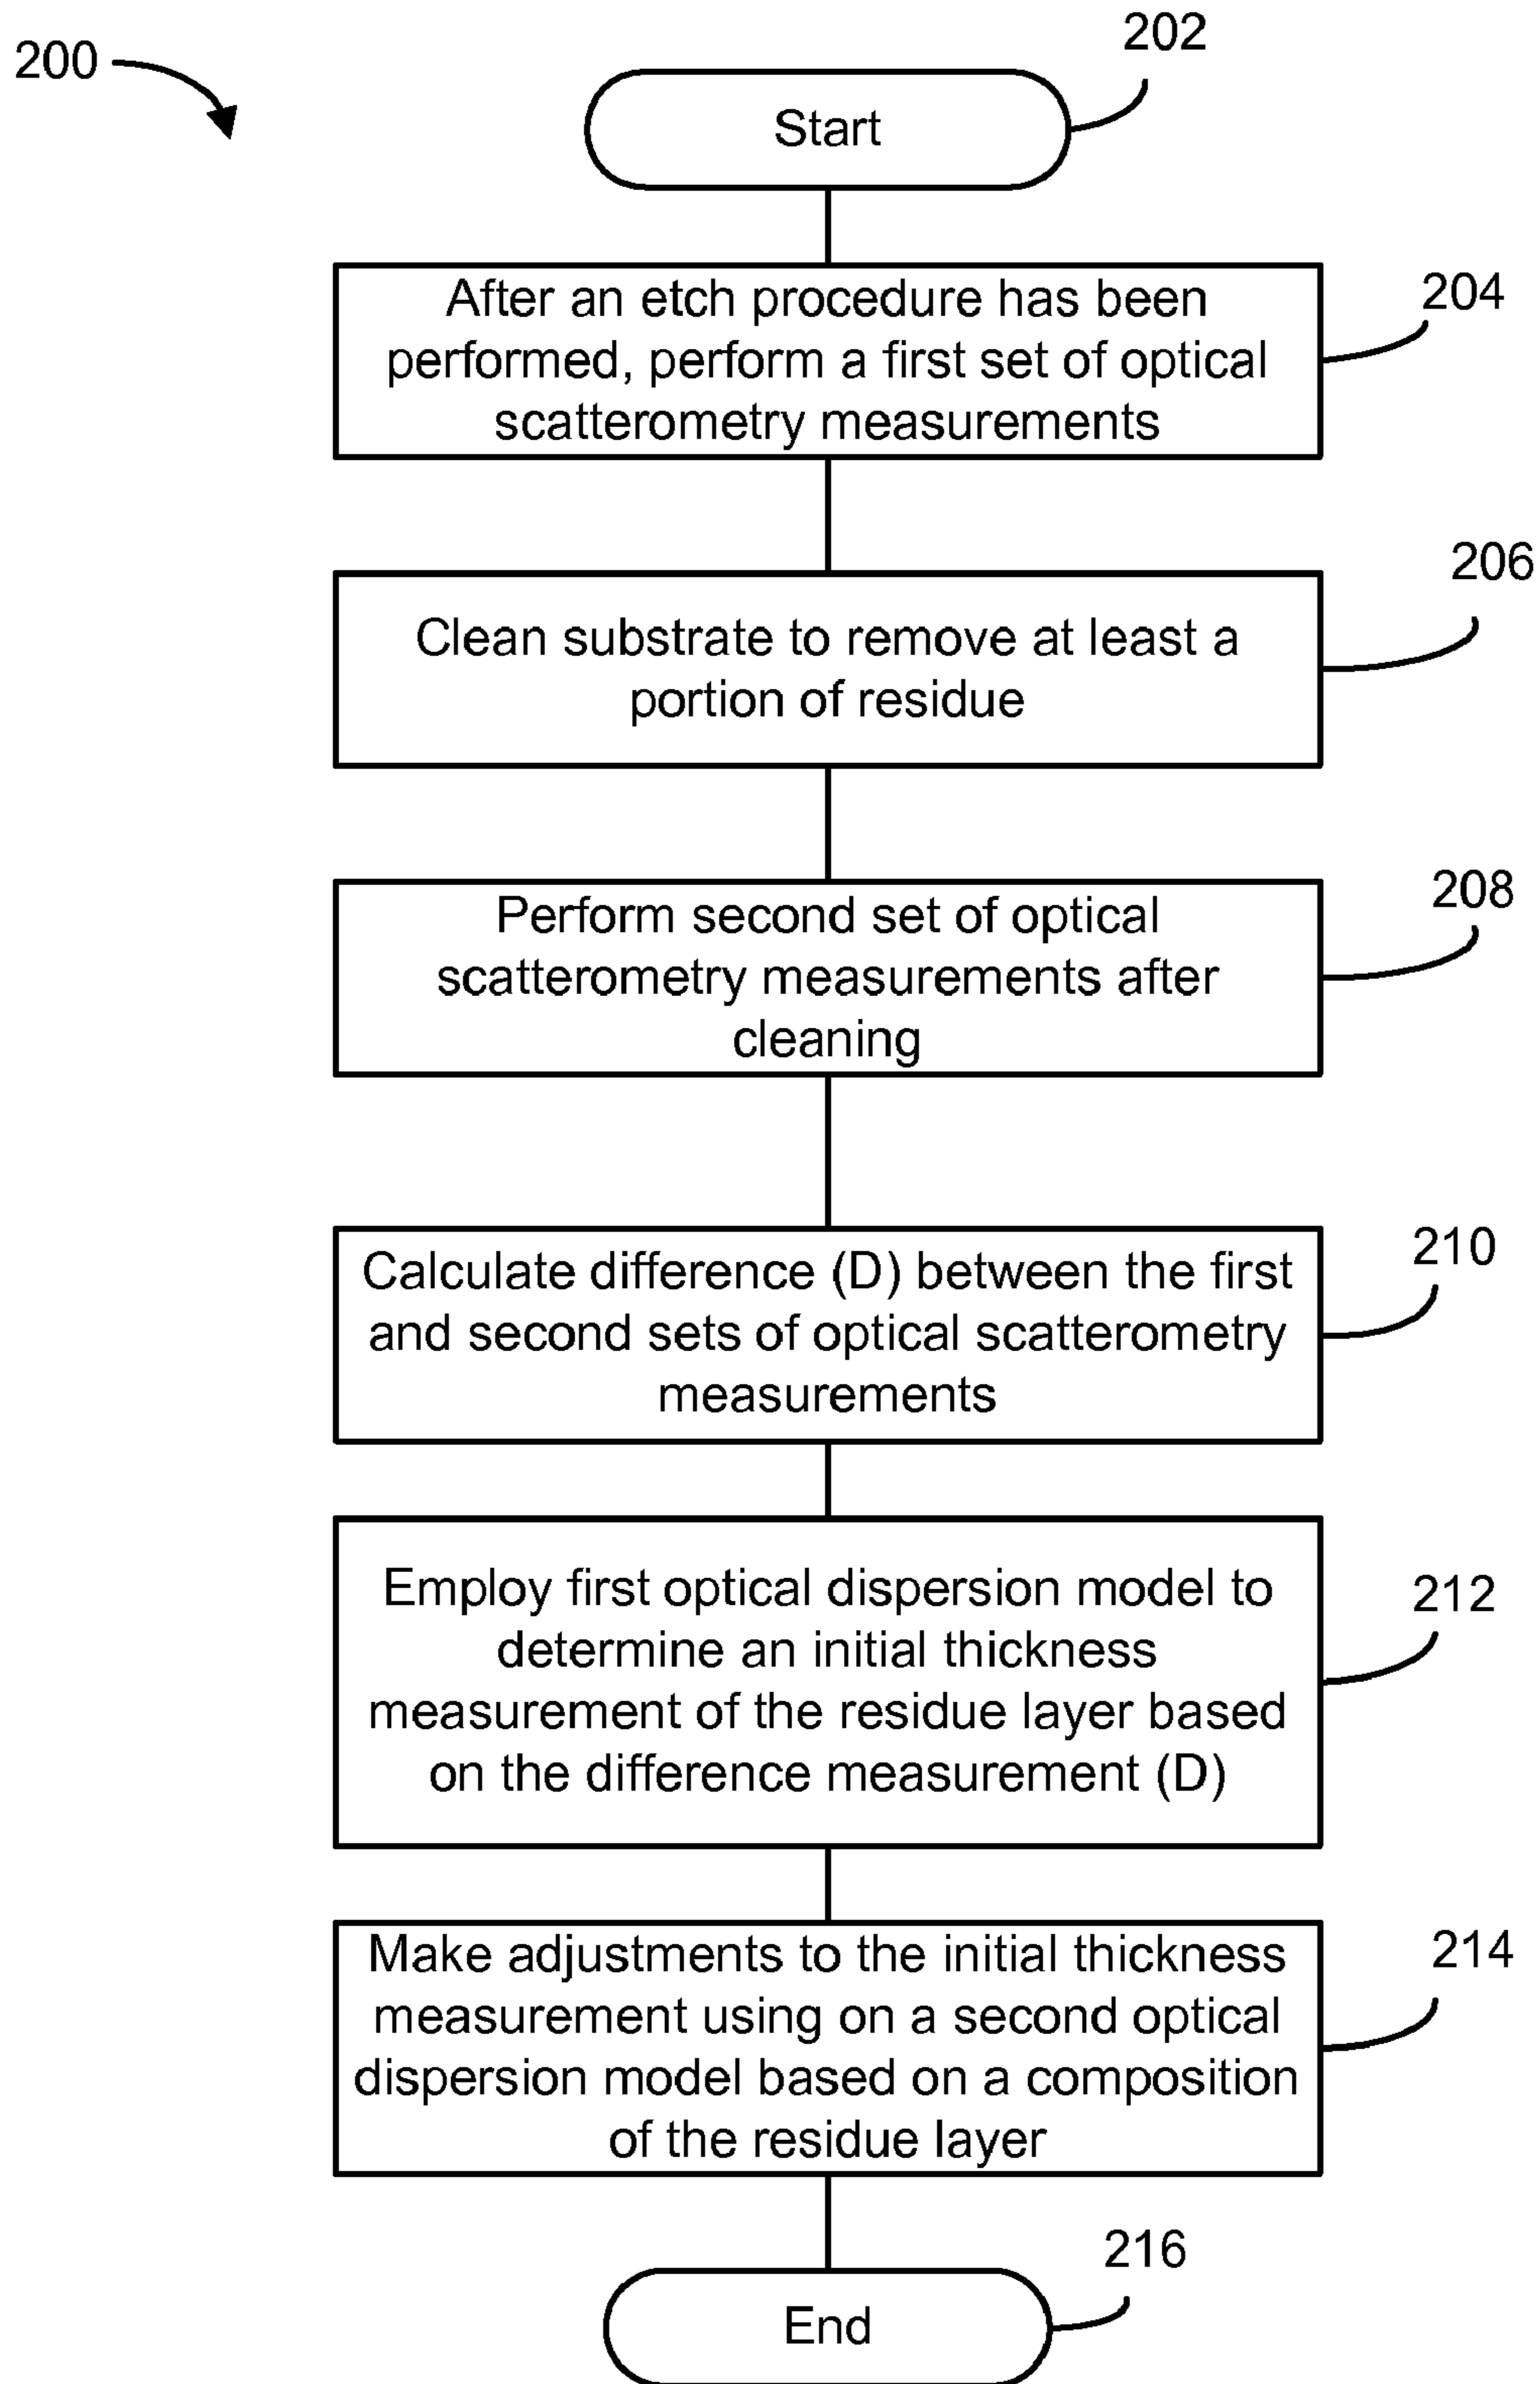 200
202
Start
204
After an etch procedure has been
performed, perform a first set of optical
scatterometry measurements
206
Clean substrate to remove at least a
portion of residue
208
Perform second set of optical
scatterometry measurements after
cleaning
210
Calculate difference (D) between the first
and second sets of optical scatterometry
measurements
212
Employ first optical dispersion model to
determine an initial thickness
measurement of the residue layer based
on the difference measurement (D)
214
Make adjustments to the initial thickness
measurement using on a second optical
dispersion model based on a composition
of the residue layer
216
End